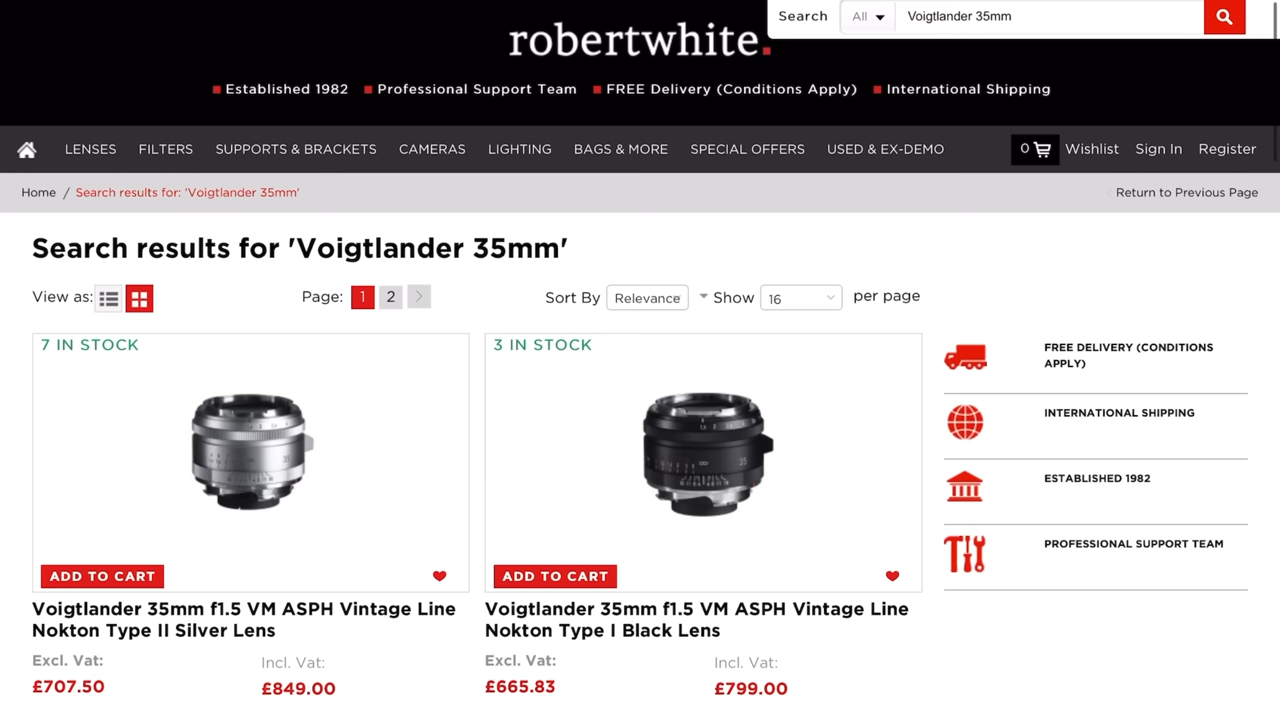 Search All Voigtlander 35mm
robertwhite.
Established 1982 Professional Support Team FREE Delivery (Conditions Apply) International Shipping
LENSES FILTERS SUPPORTS & BRACKETS CAMERAS LIGHTING BAGS & MORE SPECIAL OFFERS USED & EX-DEMO 0 Wishlist Sign In Register
Home / Search results for: 'Voigtlander 35mm' Return to Previous Page
Search results for 'Voigtlander 35mm'
View as: Page: 1 2 Sort By Relevance Show 16 per page
7 IN STOCK
ADD TO CART
Voigtlander 35mm f1.5 VM ASPH Vintage Line
Nokton Type II Silver Lens
Excl. Vat: Incl. Vat:
£707.50 £849.00
3 IN STOCK
35
ADD TO CART
Voigtlander 35mm f1.5 VM ASPH Vintage Line
Nokton Type I Black Lens
Excl. Vat: Incl. Vat:
£665.83 £799.00
FREE DELIVERY (CONDITIONS
APPLY)
INTERNATIONAL SHIPPING
ESTABLISHED 1982
PROFESSIONAL SUPPORT TEAM